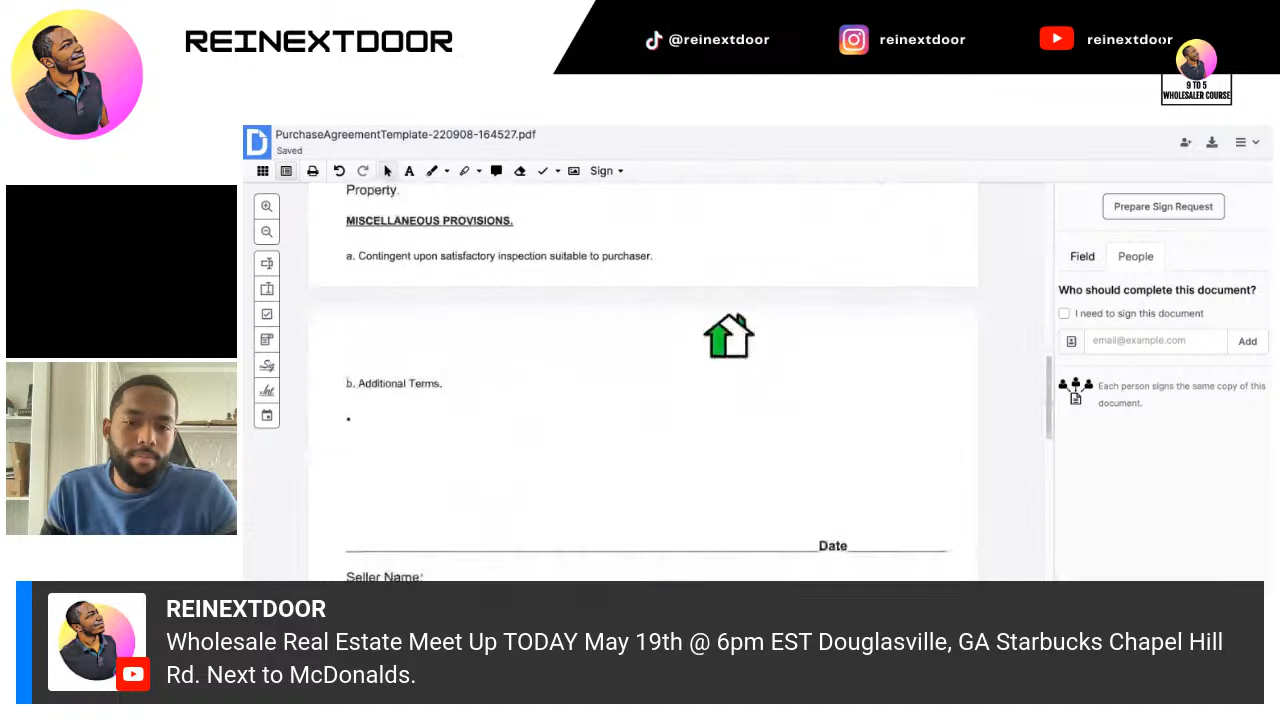 REINEXTDOOR
@reinextdoor
reinextdoor
reinextdoor
9 TO 5
WHOLESALER COURSE
PurchaseAgreementTemplate-220908-164527.pdf
Saved
Sign
Property.
MISCELLANEOUS PROVISIONS.
a. Contingent upon satisfactory inspection suitable to purchaser.
b. Additional Terms.
•
Date
Seller Name:
Prepare Sign Request
Field People
Who should complete this document?
I need to sign this document
email@example.com Add
Each person signs the same copy of this
document.
REINEXTDOOR
Wholesale Real Estate Meet Up TODAY May 19th @ 6pm EST Douglasville, GA Starbucks Chapel Hill
Rd. Next to McDonalds.